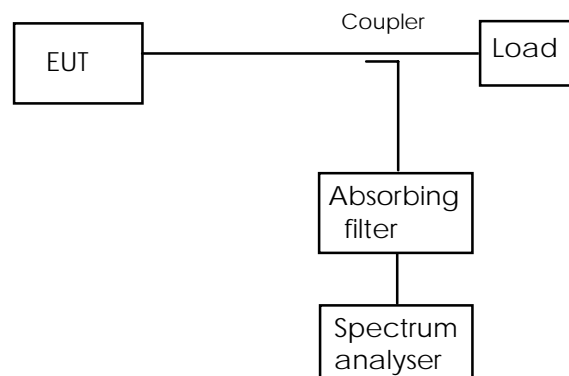 Coupler
EUT
Load
Absorbing
filter
Spectrum
analyser